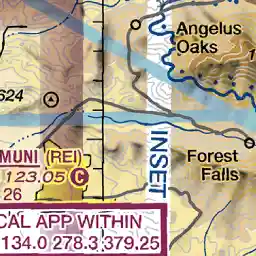 Angelus
Oaks
624
MUNI (REI)
123.05 C
26
INSET
Forest
Falls
CAL APP WITHIN
134.0 278.3 379.25